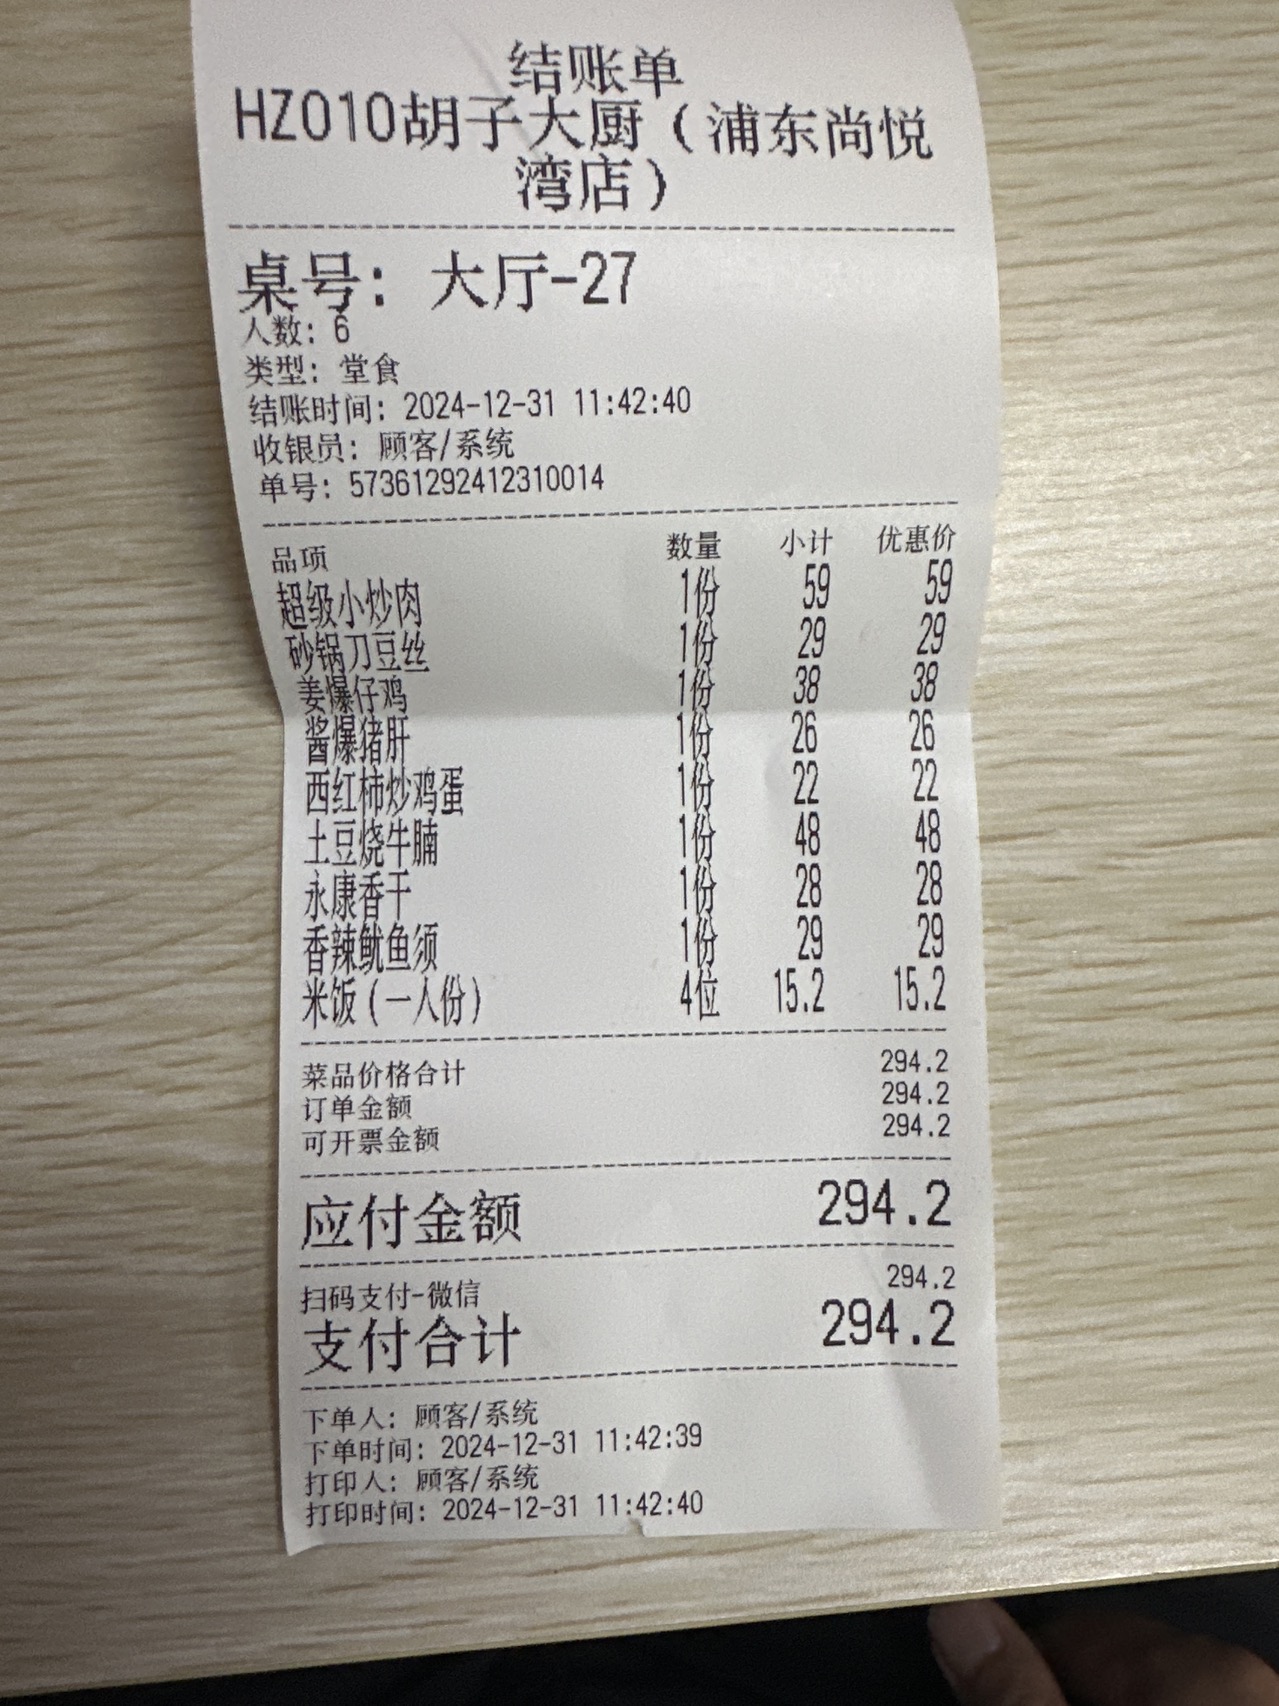 结账单
HZ010胡子大厨（浦东尚悦
湾店）
桌号： 大厅-27
人数：6
类型：堂食
结账时间：2024-12-31 11:42:40
收银员：顾客/系统
单号：57361292412310014
品项 数量 小计 优惠价
超级小炒肉 1份 59 59
砂锅刀豆丝 1份 29 29
姜爆仔鸡 1份 38 38
酱爆猪肝 1份 26 26
西红柿炒鸡蛋 1份 22 22
土豆烧牛腩 1份 48 48
永康香干 1份 28 28
香辣鱿鱼须 1份 29 29
米饭（一人份） 4位 15.2 15.2
菜品价格合计 294.2
订单金额 294.2
可开票金额 294.2
应付金额 294.2
扫码支付-微信 294.2
支付合计 294.2
下单人：顾客/系统
下单时间：2024-12-31 11:42:39
打印人：顾客/系统
打印时间：2024-12-31 11:42:40